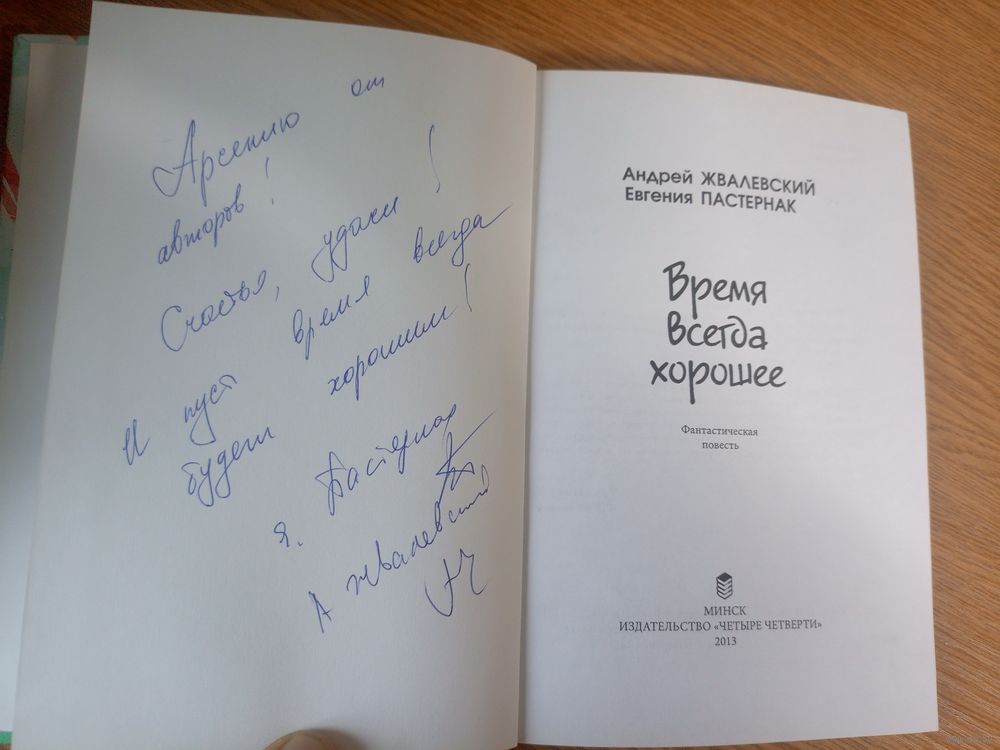 Арсению от
авторов!
Счастья, удачи!
И пусть время всегда
будет хорошим!
Я. Пастернак
А Жвалевский
Андрей ЖВАЛЕВСКИЙ
Евгения ПАСТЕРНАК
Время
всегда
хорошее
Фантастическая
повесть
МИНСК
ИЗДАТЕЛЬСТВО «ЧЕТЫРЕ ЧЕТВЕРТИ»
2013